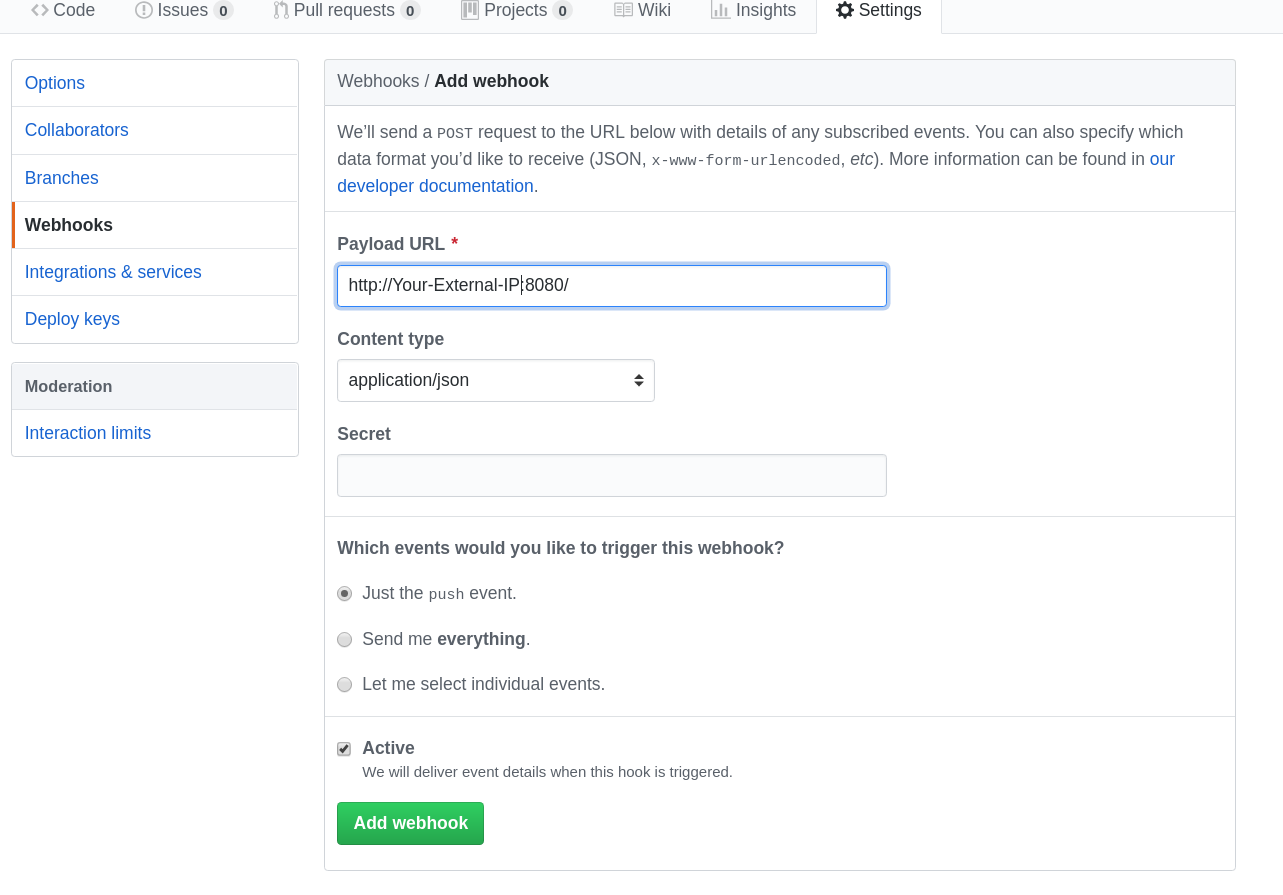 Code Issues 0 Pull requests 0 Projects 0 Wiki Insights Settings
Options
Collaborators
Branches
Webhooks
Integrations & services
Deploy keys
Moderation
Interaction limits
Webhooks / Add webhook
We’ll send a POST request to the URL below with details of any subscribed events. You can also specify which
data format you’d like to receive (JSON, x-www-form-urlencoded, etc). More information can be found in our
developer documentation.
Payload URL *
http://Your-External-IP:8080/
Content type
application/json
Secret
Which events would you like to trigger this webhook?
Just the push event.
Send me everything.
Let me select individual events.
Active
We will deliver event details when this hook is triggered.
Add webhook